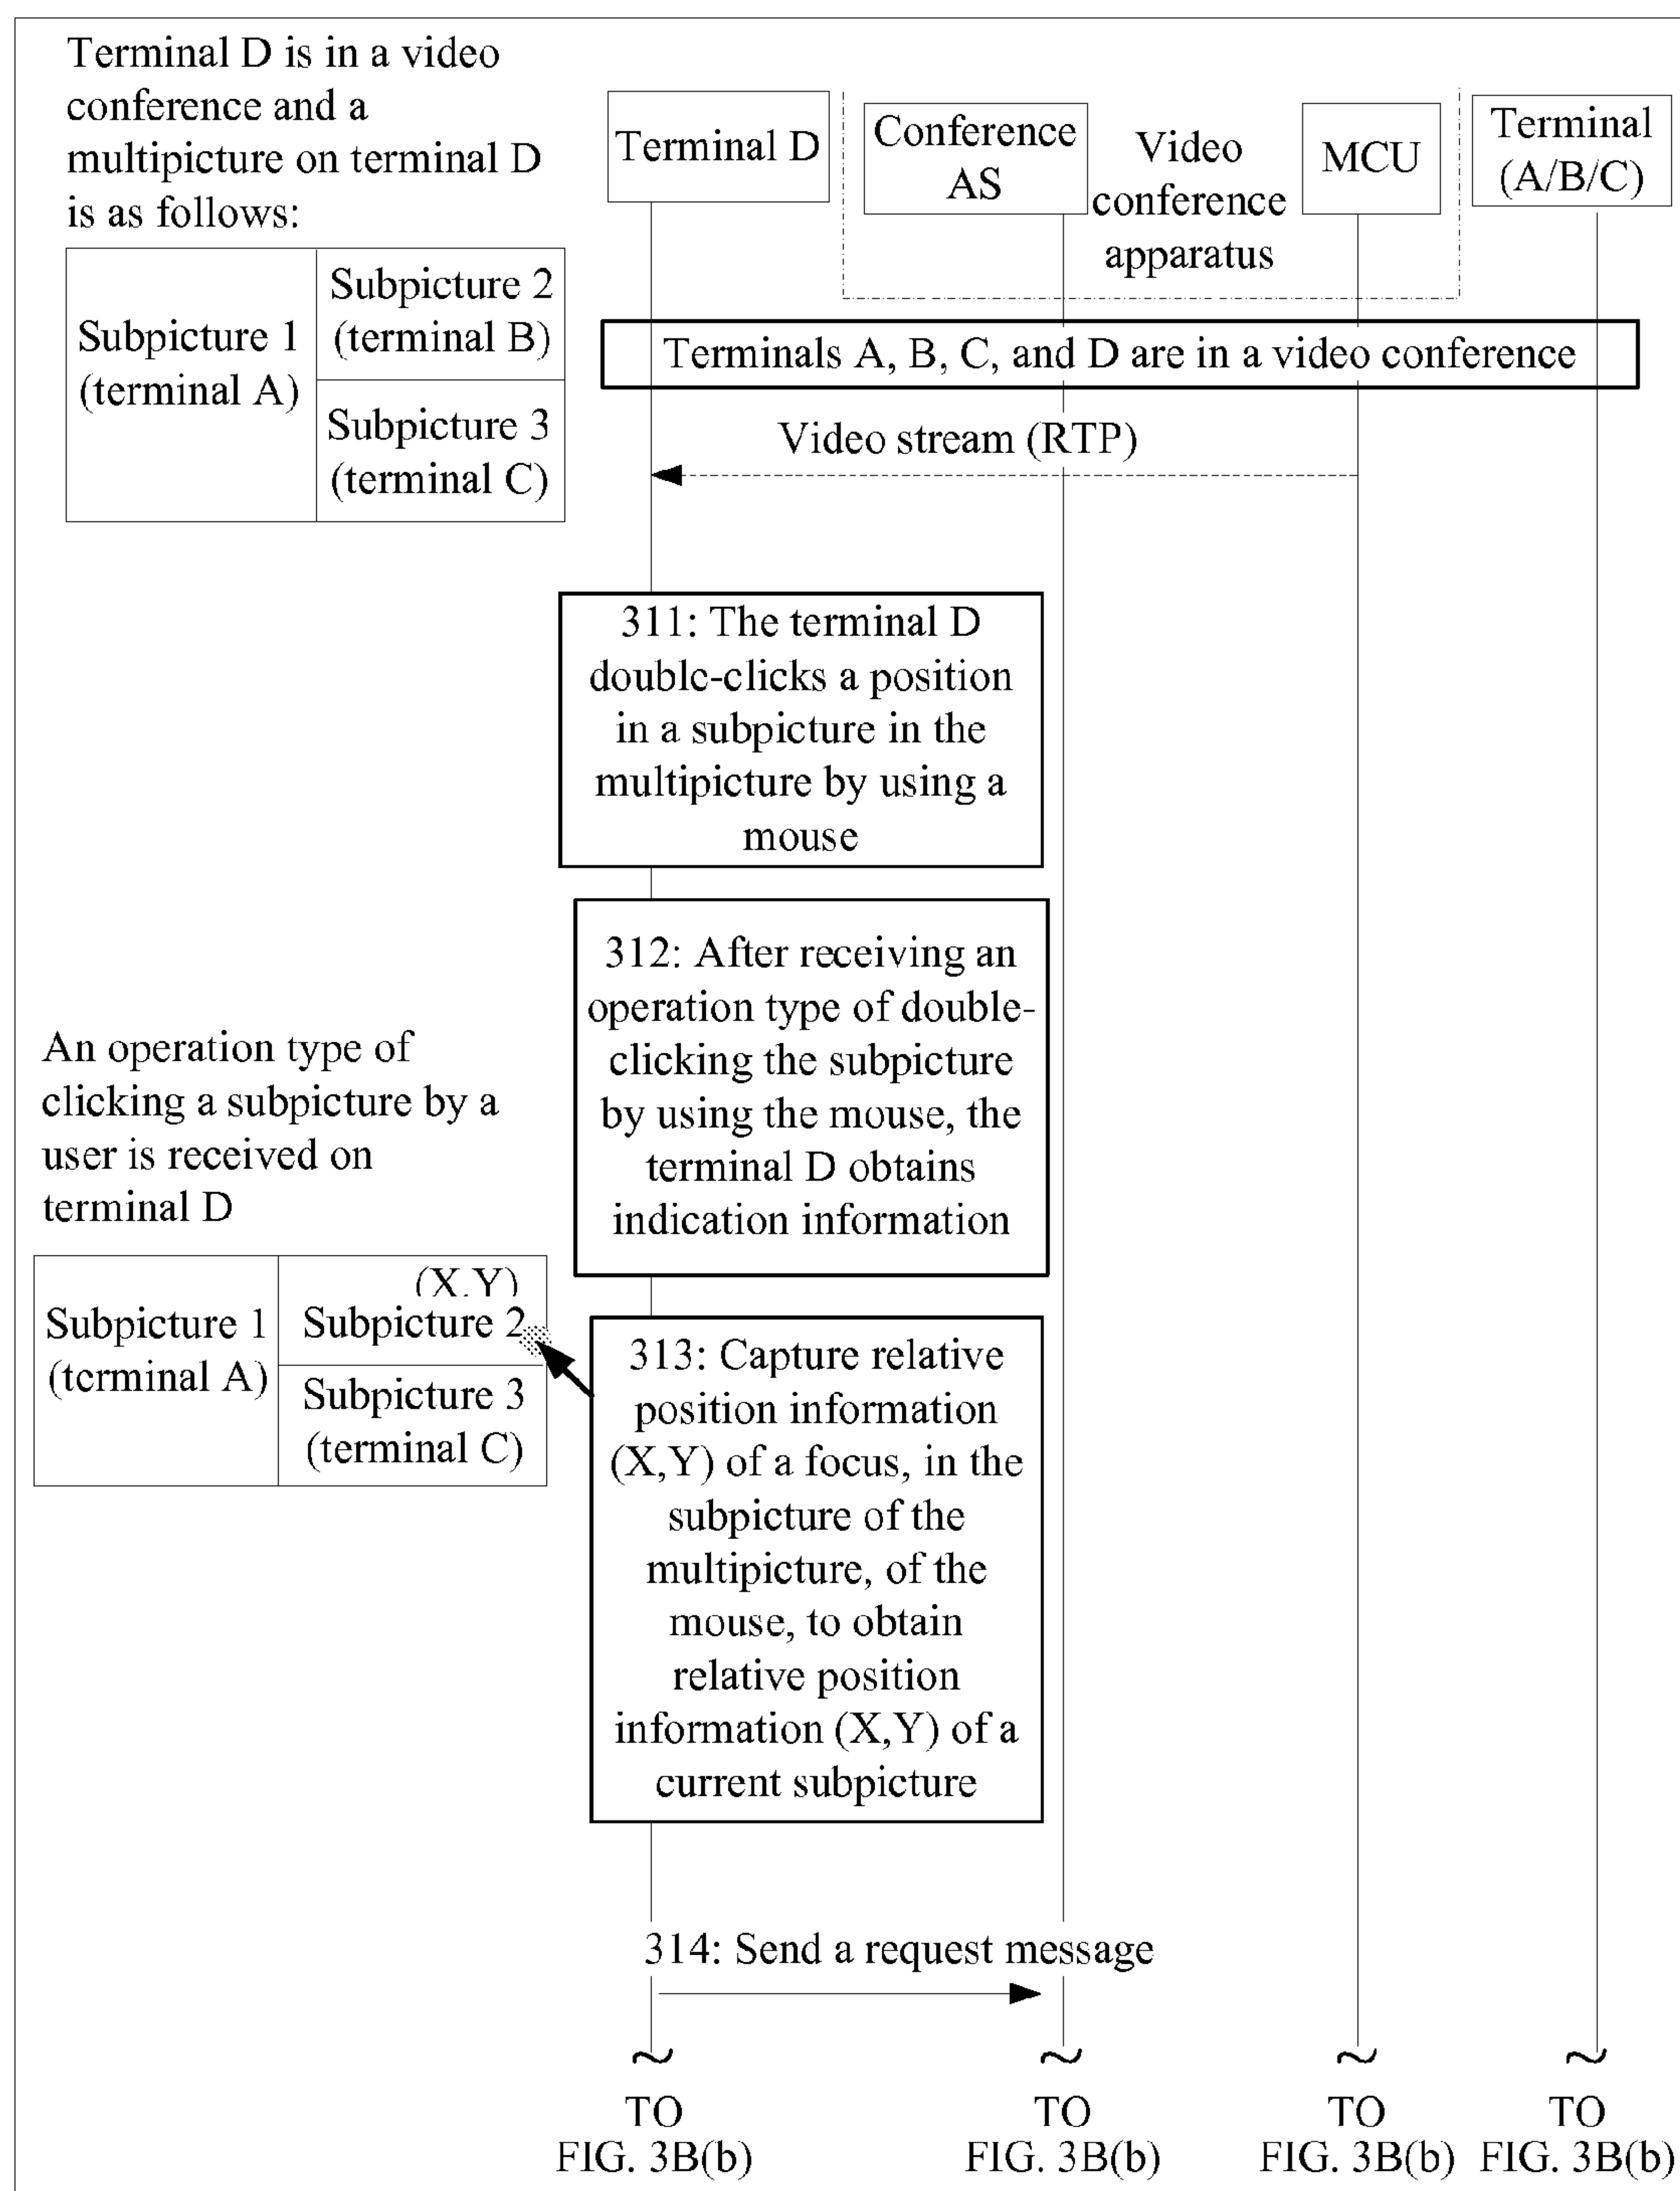 Terminal D is in a video
conference and a
multipicture on terminal D
is as follows:
Terminal D
Conference
AS
Video
conference
apparatus
MCU
Terminal
(A/B/C)
Subpicture 1
(terminal A)
Subpicture 2
(terminal B)
Subpicture 3
(terminal C)
Terminals A, B, C, and D are in a video conference
Video stream (RTP)
311: The terminal D
double-clicks a position
in a subpicture in the
multipicture by using a
mouse
312: After receiving an
operation type of double-
clicking the subpicture
by using the mouse, the
terminal D obtains
indication information
An operation type of
clicking a subpicture by a
user is received on
terminal D
Subpicture 1
(terminal A)
(X,Y)
Subpicture 2
Subpicture 3
(terminal C)
313: Capture relative
position information
(X,Y) of a focus, in the
subpicture of the
multipicture, of the
mouse, to obtain
relative position
information (X,Y) of a
current subpicture
314: Send a request message
TO
FIG. 3B(b)
TO
FIG. 3B(b)
TO
FIG. 3B(b)
TO
FIG. 3B(b)